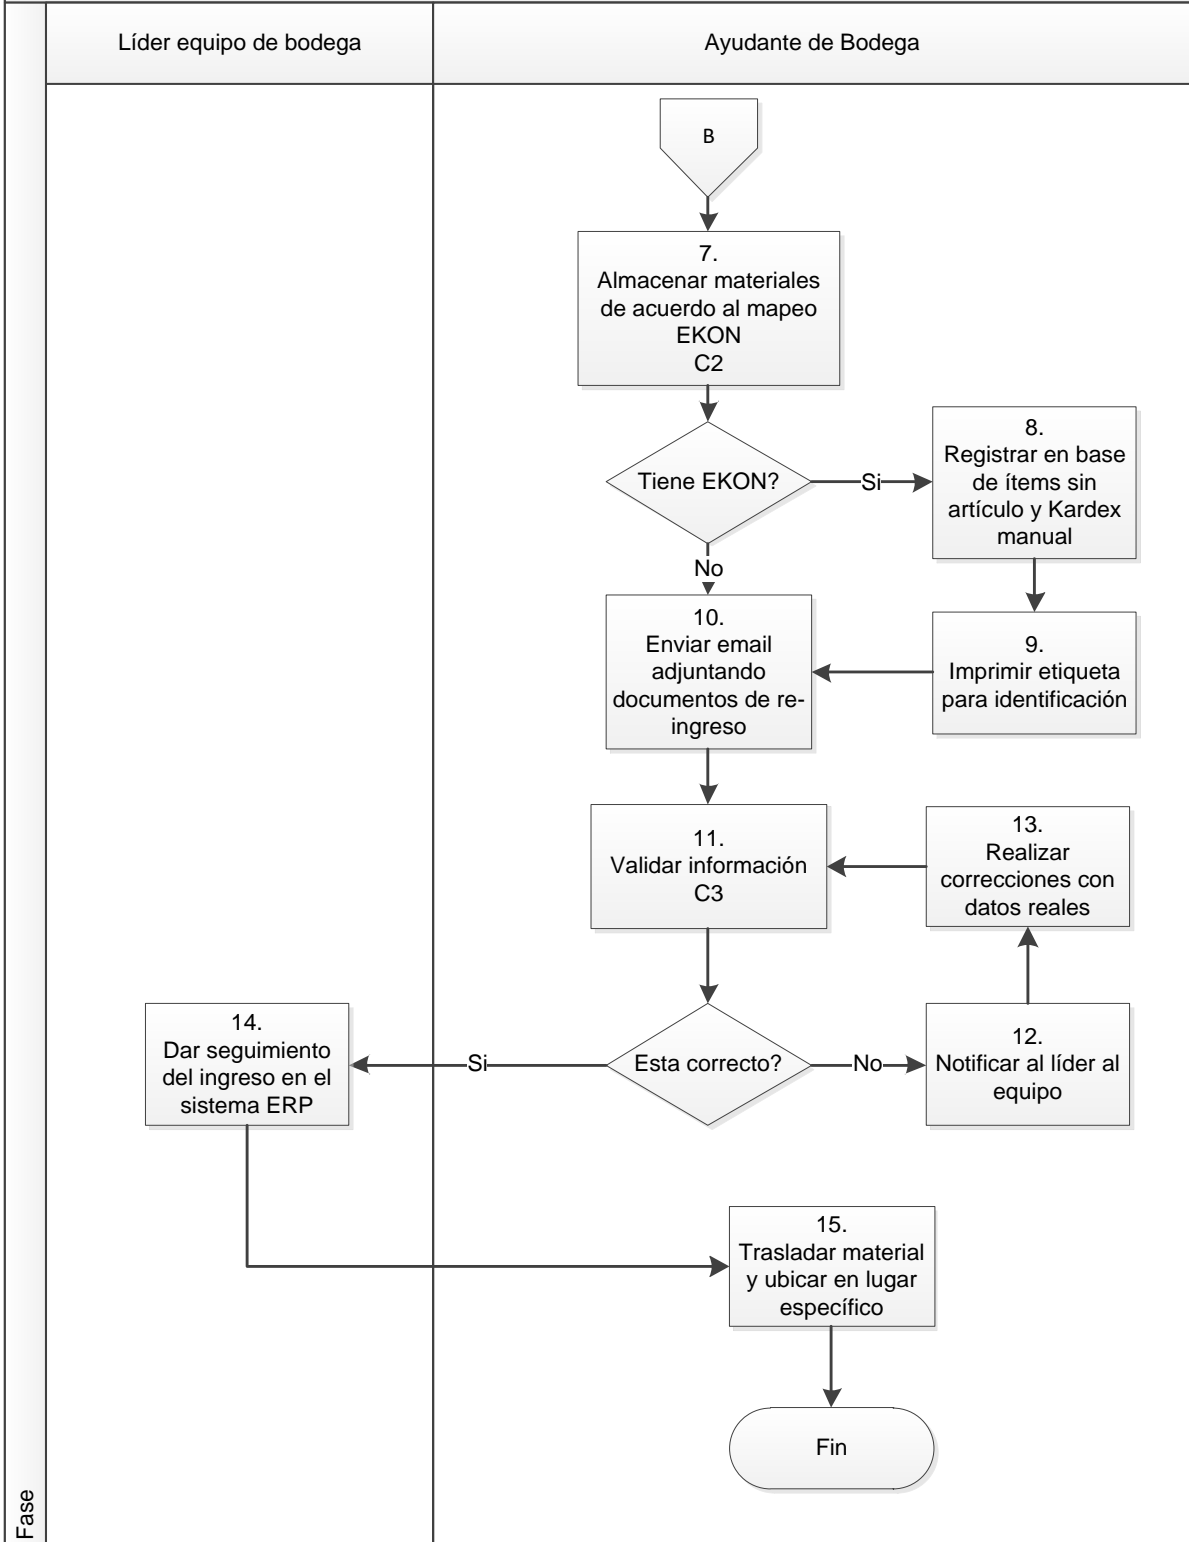 Líder equipo de bodega
Ayudante de Bodega
B
7.
Almacenar materiales
de acuerdo al mapeo
EKON
C2
Tiene EKON?
Si
8.
Registrar en base
de ítems sin
artículo y Kardex
manual
No
10.
Enviar email
adjuntando
documentos de re-
ingreso
9.
Imprimir etiqueta
para identificación
11.
Validar información
C3
13.
Realizar
correcciones con
datos reales
14.
Dar seguimiento
del ingreso en el
sistema ERP
Si
Esta correcto?
No
12.
Notificar al líder al
equipo
15.
Trasladar material
y ubicar en lugar
específico
Fin
Fase